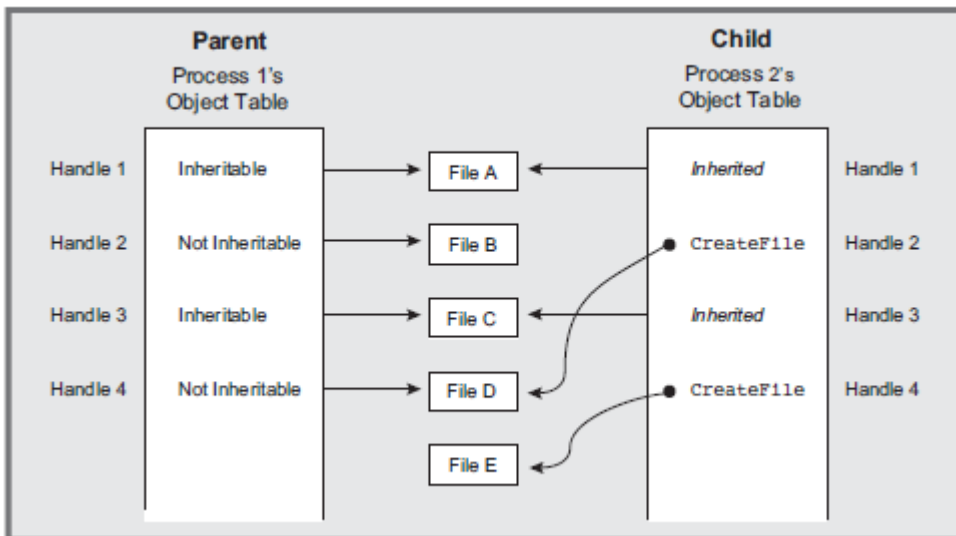 Parent
Child
Process 1's
Object Table
Process 2's
Object Table
Handle 1
Inheritable
File A
Inherited
Handle 1
Handle 2
Not Inheritable
File B
CreateFile
Handle 2
Handle 3
Inheritable
File C
Inherited
Handle 3
Handle 4
Not Inheritable
File D
CreateFile
Handle 4
File E